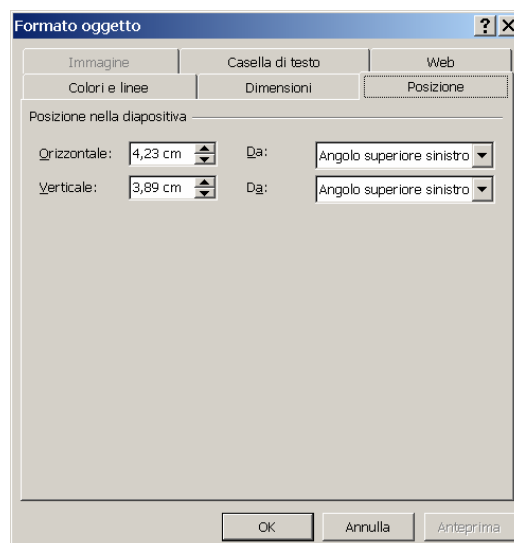 Formato oggetto
Immagine Casella di testo Web
Colori e linee Dimensioni Posizione
Posizione nella diapositiva
Orizzontale: 4,23 cm Da: Angolo superiore sinistro
Verticale: 3,89 cm Da: Angolo superiore sinistro
OK Annulla Anteprima